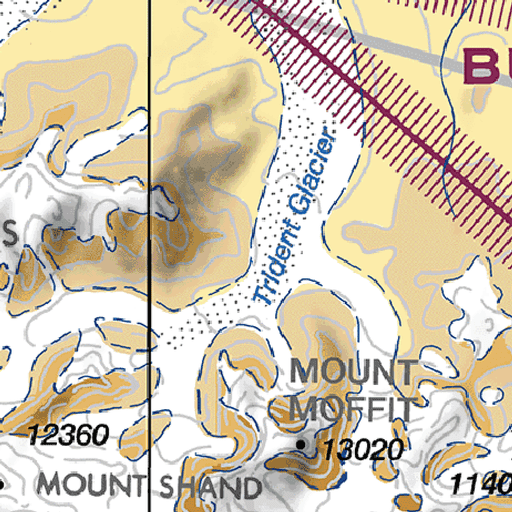 BU
Trident Glacier
S
MOUNT
MOFFIT
12360
13020
1140
MOUNT SHAND